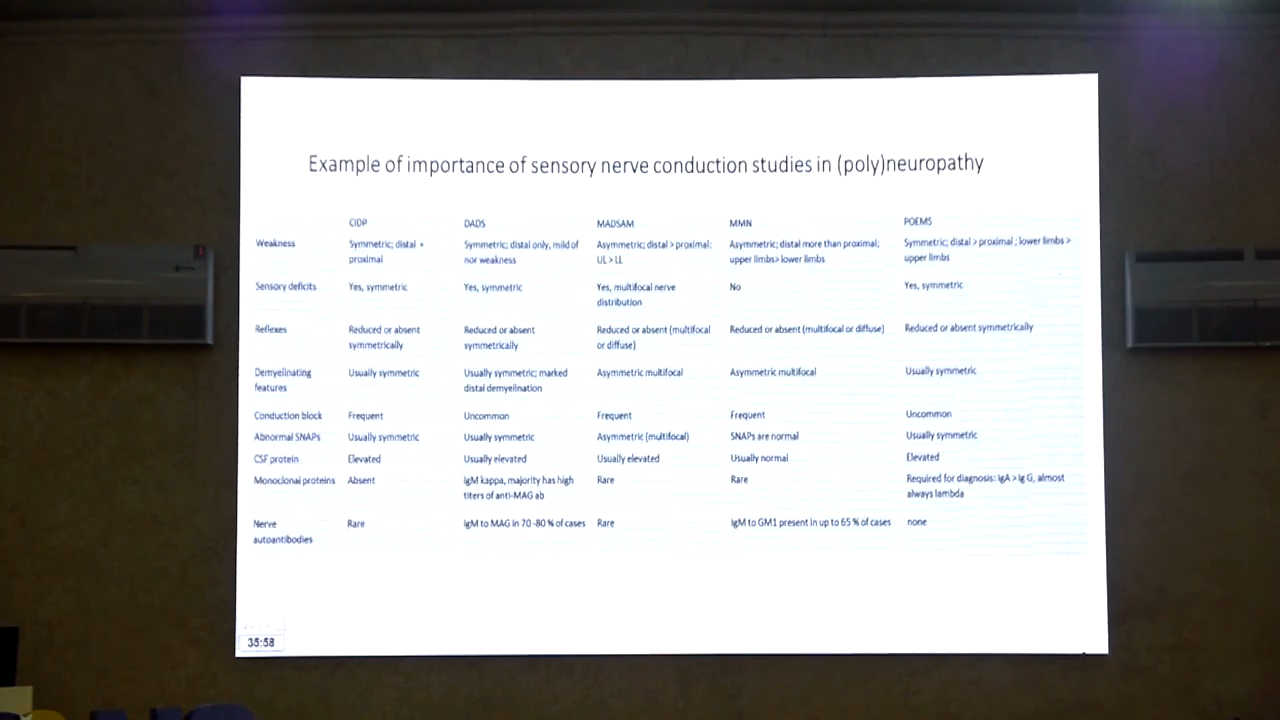 Example of importance of sensory nerve conduction studies in (poly)neuropathy
CIDP DADS MADSAM MMN POEMS
Weakness Symmetric; distal + Symmetric; distal only, mild of Asymmetric; distal > proximal; Asymmetric; distal more than proximal; Symmetric; distal > proximal ; lower limbs >
proximal nor weakness UL > LL upper limbs> lower limbs upper limbs
Sensory deficits Yes, symmetric Yes, symmetric Yes, multifocal nerve No Yes, symmetric
distribution
Reflexes Reduced or absent Reduced or absent Reduced or absent (multifocal Reduced or absent (multifocal or diffuse) Reduced or absent symmetrically
symmetrically symmetrically or diffuse)
Demyelinating Usually symmetric Usually symmetric; marked Asymmetric multifocal Asymmetric multifocal Usually symmetric
features distal demyelination
Conduction block Frequent Uncommon Frequent Frequent Uncommon
Abnormal SNAPs Usually symmetric Usually symmetric Asymmetric (multifocal) SNAPs are normal Usually symmetric
CSF protein Elevated Usually elevated Usually elevated Usually normal Elevated
Monoclonal proteins Absent IgM kappa, majority has high Rare Rare Required for diagnosis: IgA > Ig G, almost
titers of anti-MAG ab always lambda
Nerve Rare IgM to MAG in 70 -80 % of cases Rare IgM to GM1 present in up to 65 % of cases none
autoantibodies
35:58